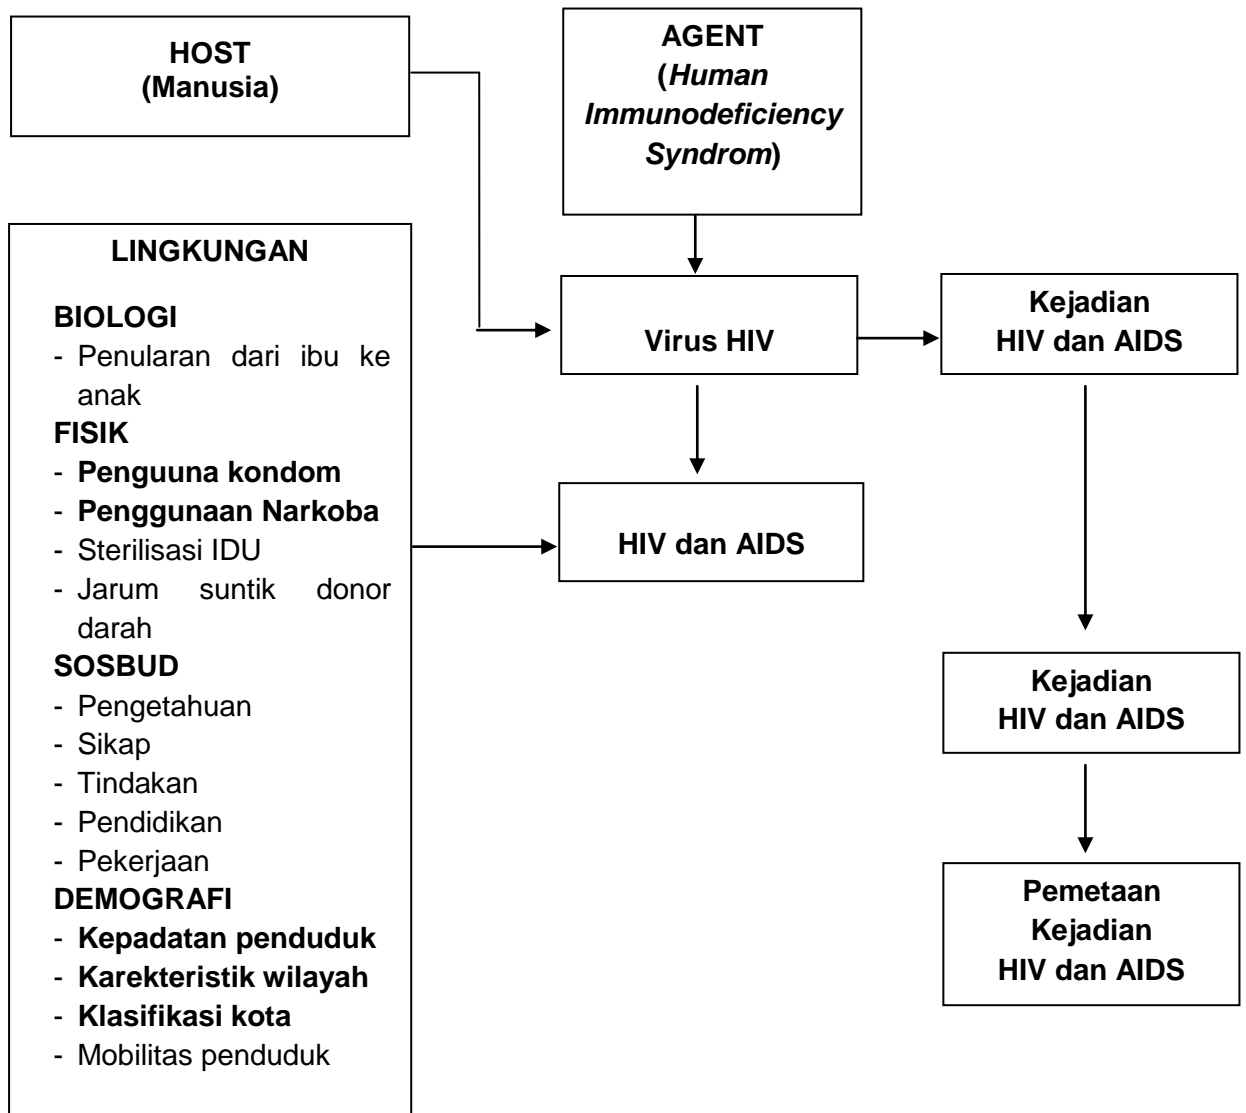 HOST
(Manusia)
AGENT
(Human
Immunodeficiency
Syndrom)
LINGKUNGAN
BIOLOGI
- Penularan dari ibu ke
anak
FISIK
- Penguuna kondom
- Penggunaan Narkoba
- Sterilisasi IDU
- Jarum suntik donor
darah
SOSBUD
- Pengetahuan
- Sikap
- Tindakan
- Pendidikan
- Pekerjaan
DEMOGRAFI
- Kepadatan penduduk
- Karekteristik wilayah
- Klasifikasi kota
- Mobilitas penduduk
Virus HIV
Kejadian
HIV dan AIDS
HIV dan AIDS
Kejadian
HIV dan AIDS
Pemetaan
Kejadian
HIV dan AIDS